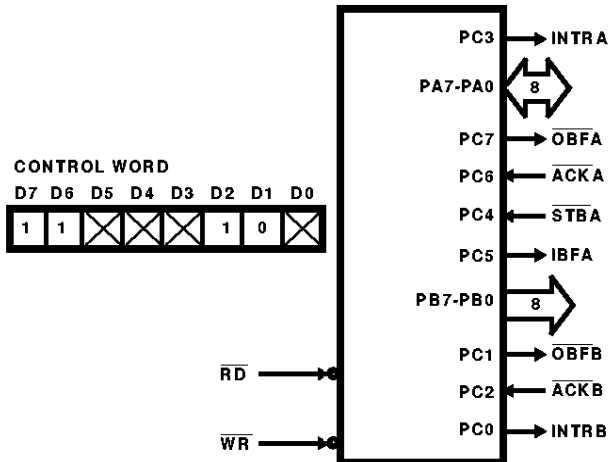 PC3 INTRA
PA7-PA0 8
PC7 OBFA
CONTROL WORD
PC6 ACKA
D7 D6 D5 D4 D3 D2 D1 D0
PC4 STBA
1 1 1 0
PC5 IBFA
PB7-PB0 8
PC1 OBFB
RD
PC2 ACKB
PC0 INTRB
WR